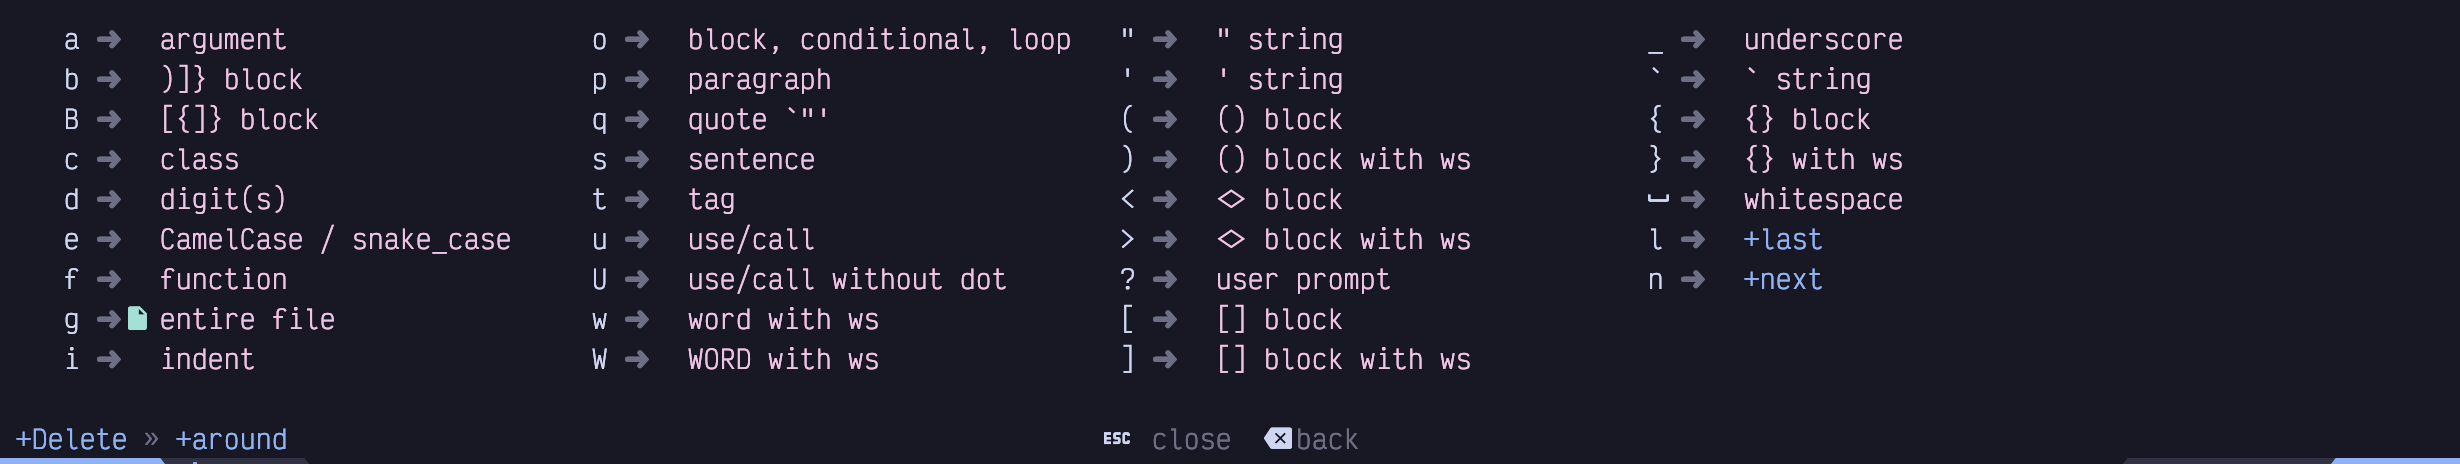 a ➜ argument
b ➜ )]} block
B ➜ [{]} block
c ➜ class
d ➜ digit(s)
e ➜ CamelCase / snake_case
f ➜ function
g ➜ entire file
i ➜ indent
o ➜ block, conditional, loop
p ➜ paragraph
q ➜ quote `"'
s ➜ sentence
t ➜ tag
u ➜ use/call
U ➜ use/call without dot
w ➜ word with ws
W ➜ WORD with ws
" ➜ " string
' ➜ ' string
( ➜ () block
) ➜ () block with ws
< ➜ <> block
> ➜ <> block with ws
? ➜ user prompt
[ ➜ [] block
] ➜ [] block with ws
_ ➜ underscore
` ➜ ` string
{ ➜ {} block
} ➜ {} with ws
␣ ➜ whitespace
l ➜ +last
n ➜ +next
+Delete » +around
ESC close ⌫ back